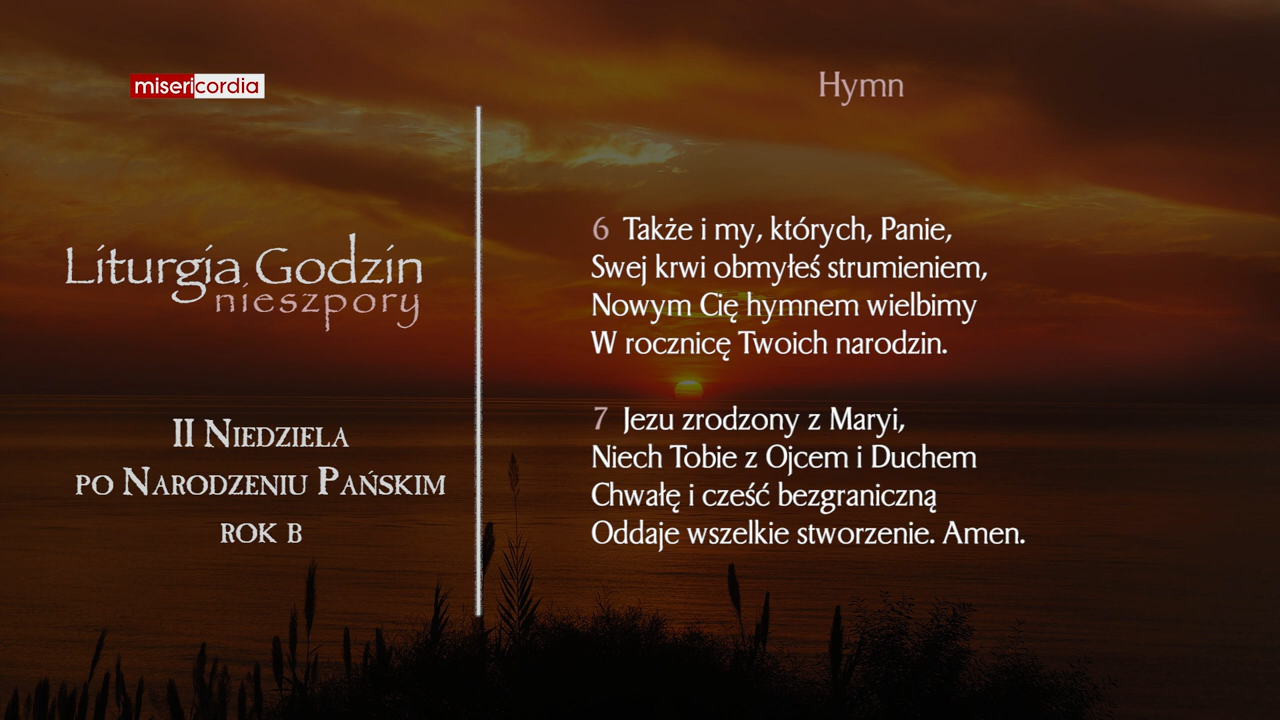 misericordia
Liturgia Godzin
nieszpory
II Niedziela
po Narodzeniu Pańskim
rok B
Hymn
6 Także i my, których, Panie,
Swej krwi obmyłeś strumieniem,
Nowym Cię hymnem wielbimy
W rocznicę Twoich narodzin.
7 Jezu zrodzony z Maryi,
Niech Tobie z Ojcem i Duchem
Chwałę i cześć bezgraniczną
Oddaje wszelkie stworzenie. Amen.